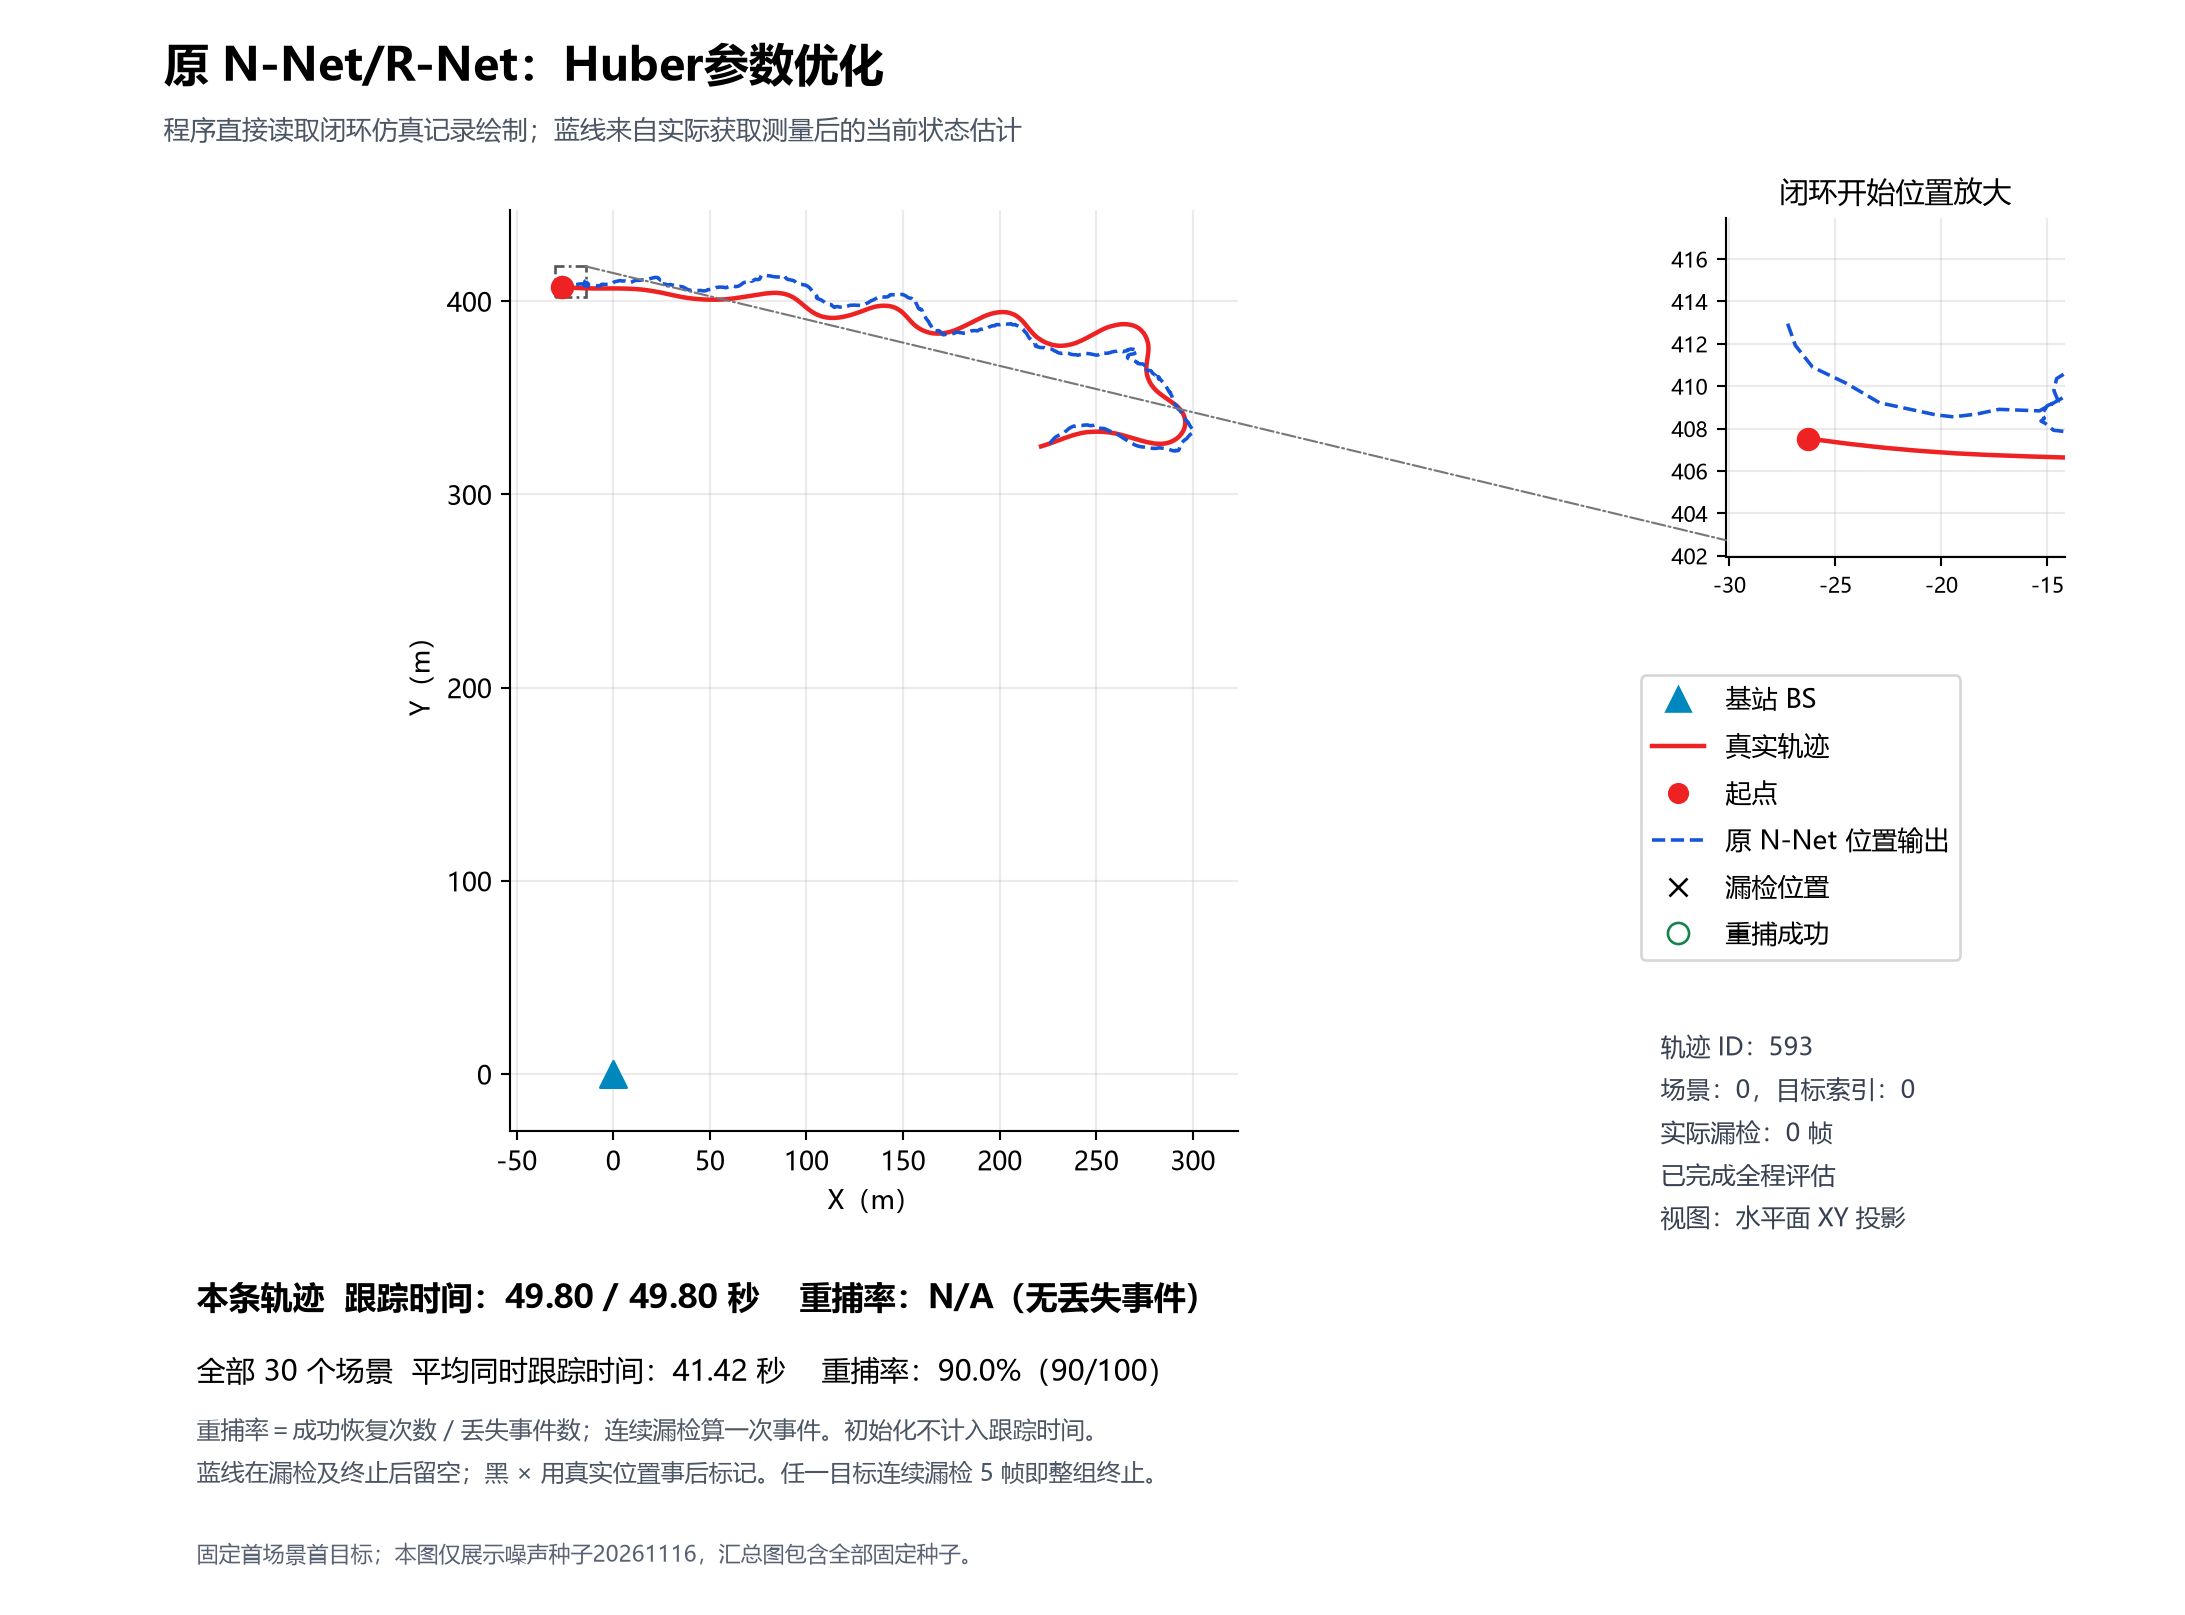 原 N-Net/R-Net：Huber参数优化
程序直接读取闭环仿真记录绘制；蓝线来自实际获取测量后的当前状态估计
闭环开始位置放大
416
414
412
410
408
406
404
402
-30
-25
-20
-15
400
300
200
100
0
Y（m）
-50
0
50
100
150
200
250
300
X（m）
基站 BS
真实轨迹
起点
原 N-Net 位置输出
漏检位置
重捕成功
轨迹 ID：593
场景：0，目标索引：0
实际漏检：0 帧
已完成全程评估
视图：水平面 XY 投影
本条轨迹 跟踪时间：49.80 / 49.80 秒 重捕率：N/A（无丢失事件）
全部 30 个场景 平均同时跟踪时间：41.42 秒 重捕率：90.0%（90/100）
重捕率 = 成功恢复次数 / 丢失事件数；连续漏检算一次事件。初始化不计入跟踪时间。
蓝线在漏检及终止后留空；黑 × 用真实位置事后标记。任一目标连续漏检 5 帧即整组终止。
固定首场景首目标；本图仅展示噪声种子20261116，汇总图包含全部固定种子。